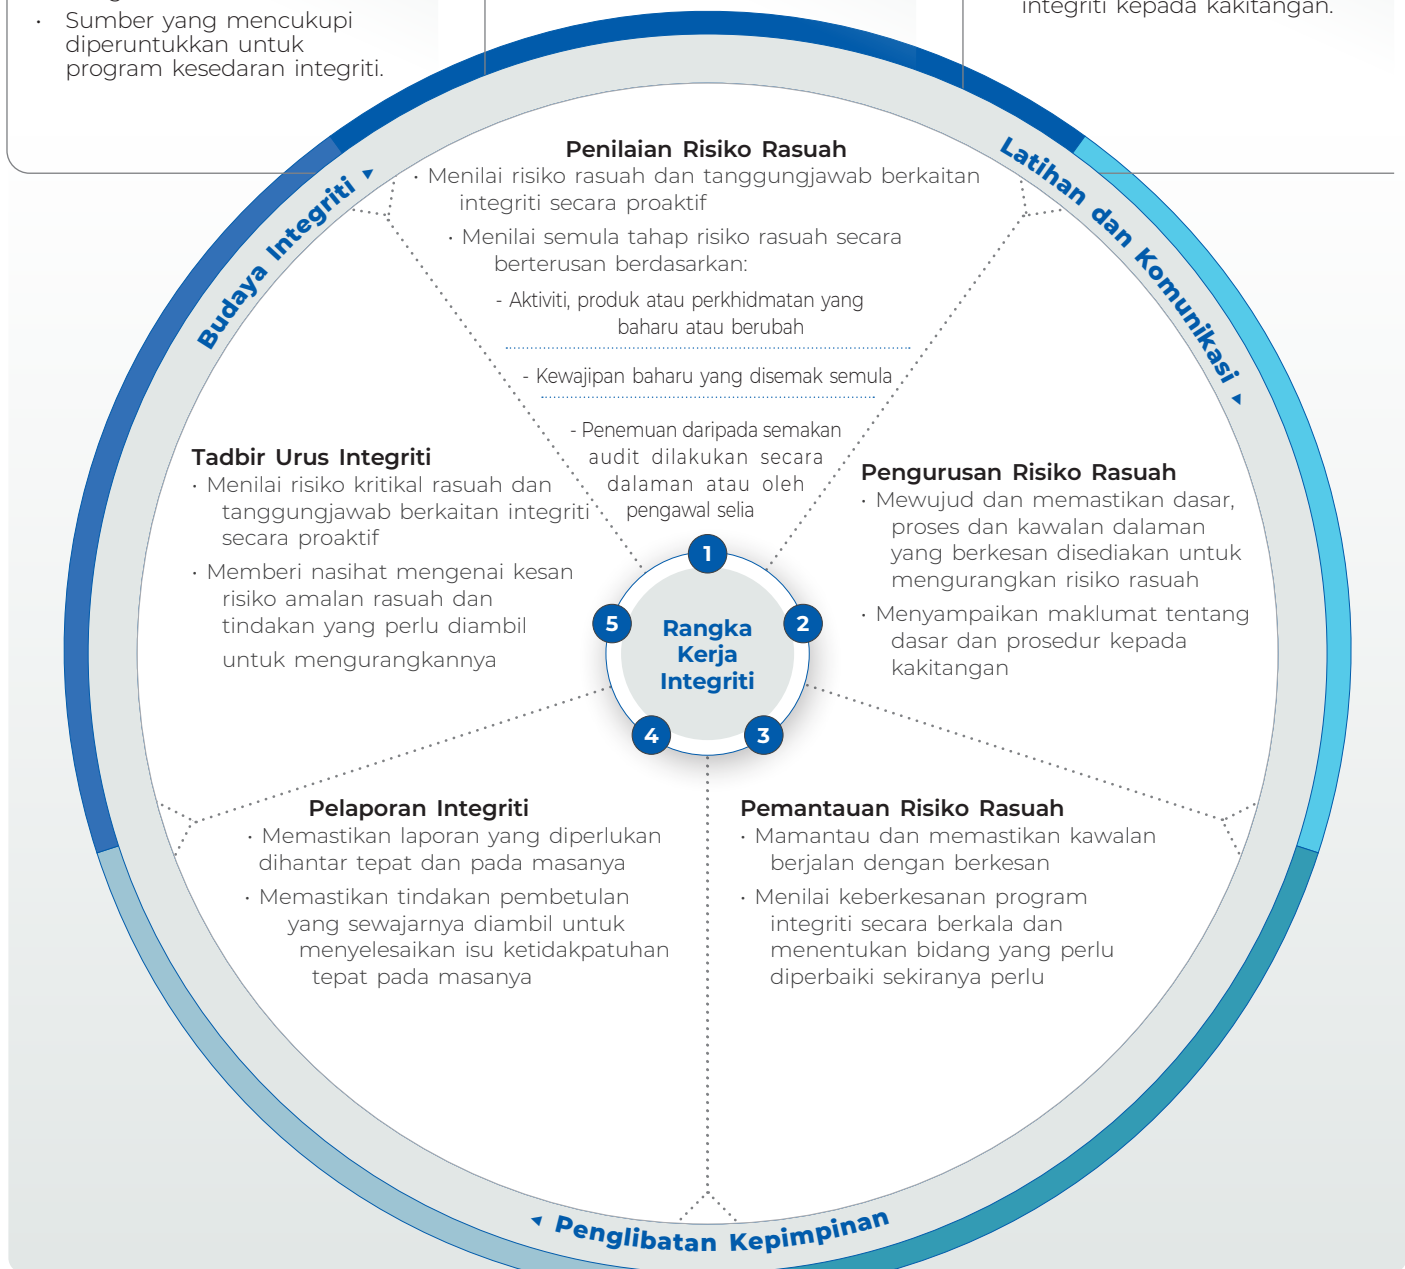 • Sumber yang mencukupi
diperuntukkan untuk
program kesedaran integriti.
integriti kepada kakitangan.
Budaya Integriti ►
Latihan dan Komunikasi ►
Penilaian Risiko Rasuah
• Menilai risiko rasuah dan tanggungjawab berkaitan
integriti secara proaktif
• Menilai semula tahap risiko rasuah secara
berterusan berdasarkan:
- Aktiviti, produk atau perkhidmatan yang
baharu atau berubah
- Kewajipan baharu yang disemak semula
- Penemuan daripada semakan
audit dilakukan secara
dalaman atau oleh
pengawal selia
Tadbir Urus Integriti
• Menilai risiko kritikal rasuah dan
tanggungjawab berkaitan integriti
secara proaktif
• Memberi nasihat mengenai kesan
risiko amalan rasuah dan
tindakan yang perlu diambil
untuk mengurangkannya
Pengurusan Risiko Rasuah
• Mewujud dan memastikan dasar,
proses dan kawalan dalaman
yang berkesan disediakan untuk
mengurangkan risiko rasuah
• Menyampaikan maklumat tentang
dasar dan prosedur kepada
kakitangan
1
5
2
Rangka
Kerja
Integriti
4
3
Pelaporan Integriti
• Memastikan laporan yang diperlukan
dihantar tepat dan pada masanya
• Memastikan tindakan pembetulan
yang sewajarnya diambil untuk
menyelesaikan isu ketidakpatuhan
tepat pada masanya
Pemantauan Risiko Rasuah
• Mamantau dan memastikan kawalan
berjalan dengan berkesan
• Menilai keberkesanan program
integriti secara berkala dan
menentukan bidang yang perlu
diperbaiki sekiranya perlu
◄ Penglibatan Kepimpinan